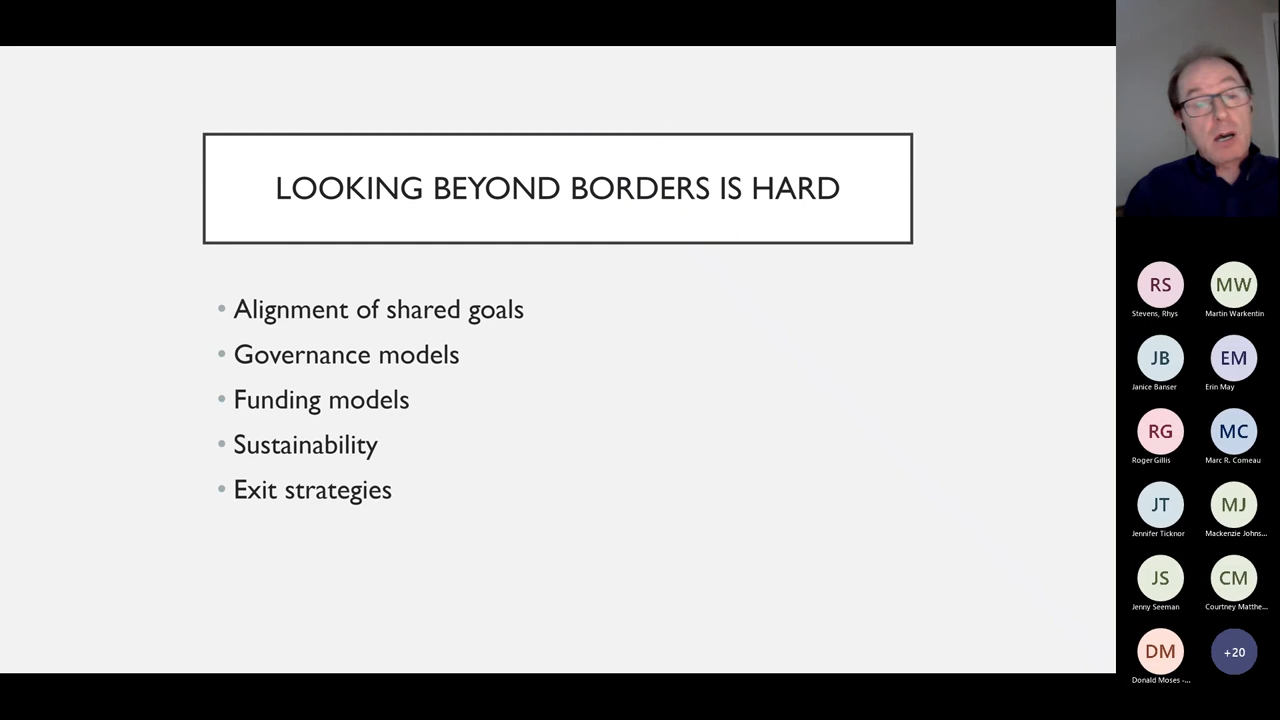 LOOKING BEYOND BORDERS IS HARD
• Alignment of shared goals
• Governance models
• Funding models
• Sustainability
• Exit strategies
RS
Stevens, Rhys
MW
Martin Warkentin
JB
Janice Banser
EM
Erin May
RG
Roger Gillis
MC
Marc R. Comeau
JT
Jennifer Ticknor
MJ
Mackenzie Johns...
JS
Jenny Seeman
CM
Courtney Matthe...
DM
Donald Moses -...
+20